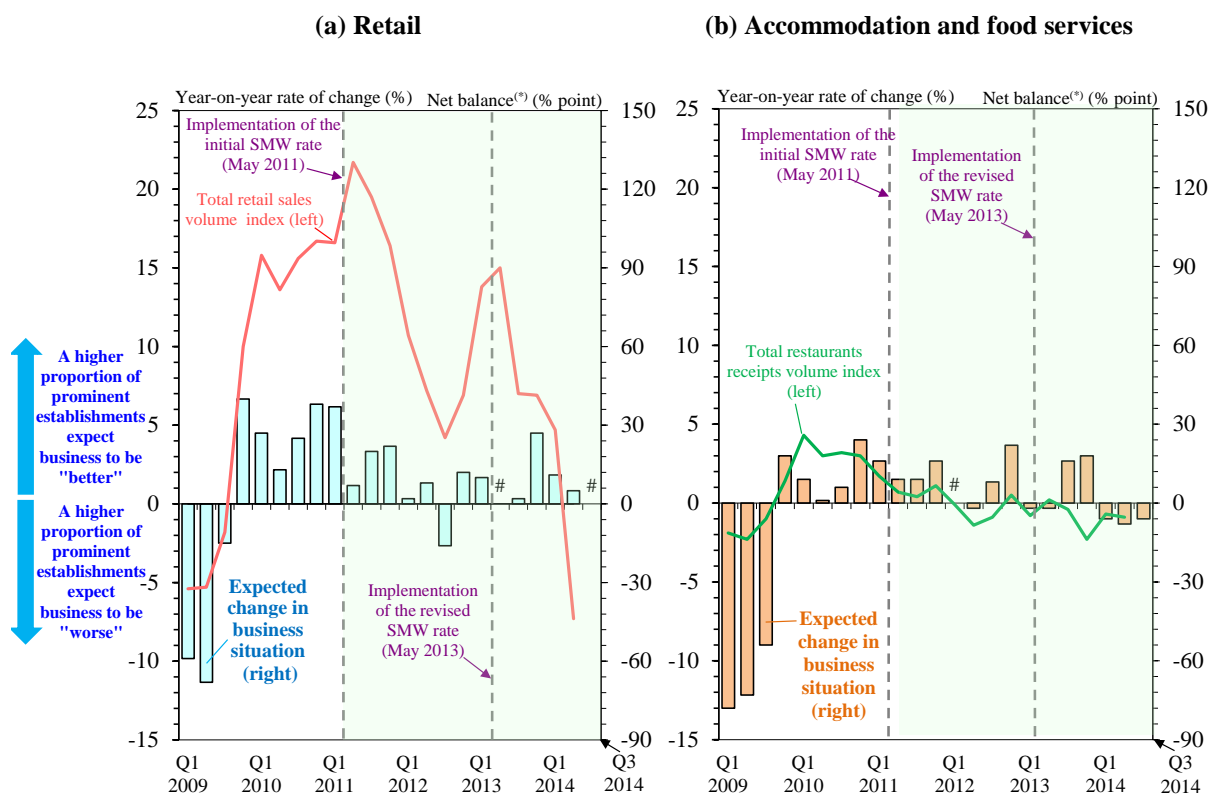 (a) Retail
(b) Accommodation and food services
Year-on-year rate of change (%)
Net balance(*) (% point)
25
20
15
10
5
0
-5
-10
-15
150
120
90
60
30
0
-30
-60
-90
Implementation of the
initial SMW rate
(May 2011)
Total retail sales
volume index (left)
#
#
Expected
change in
business
situation
(right)
Implementation
of the revised
SMW rate
(May 2013)
A higher
proportion of
prominent
establishments
expect
business to be
"better"
A higher
proportion of
prominent
establishments
expect
business to be
"worse"
Q1
2009
Q1
2010
Q1
2011
Q1
2012
Q1
2013
Q1
2014
Q3
2014
Year-on-year rate of change (%)
Net balance(*) (% point)
25
20
15
10
5
0
-5
-10
-15
150
120
90
60
30
0
-30
-60
-90
Implementation of the
initial SMW rate
(May 2011)
Implementation
of the revised
SMW rate
(May 2013)
Total restaurants
receipts volume index
(left)
#
Expected
change in
business
situation
(right)
Q1
2009
Q1
2010
Q1
2011
Q1
2012
Q1
2013
Q1
2014
Q3
2014